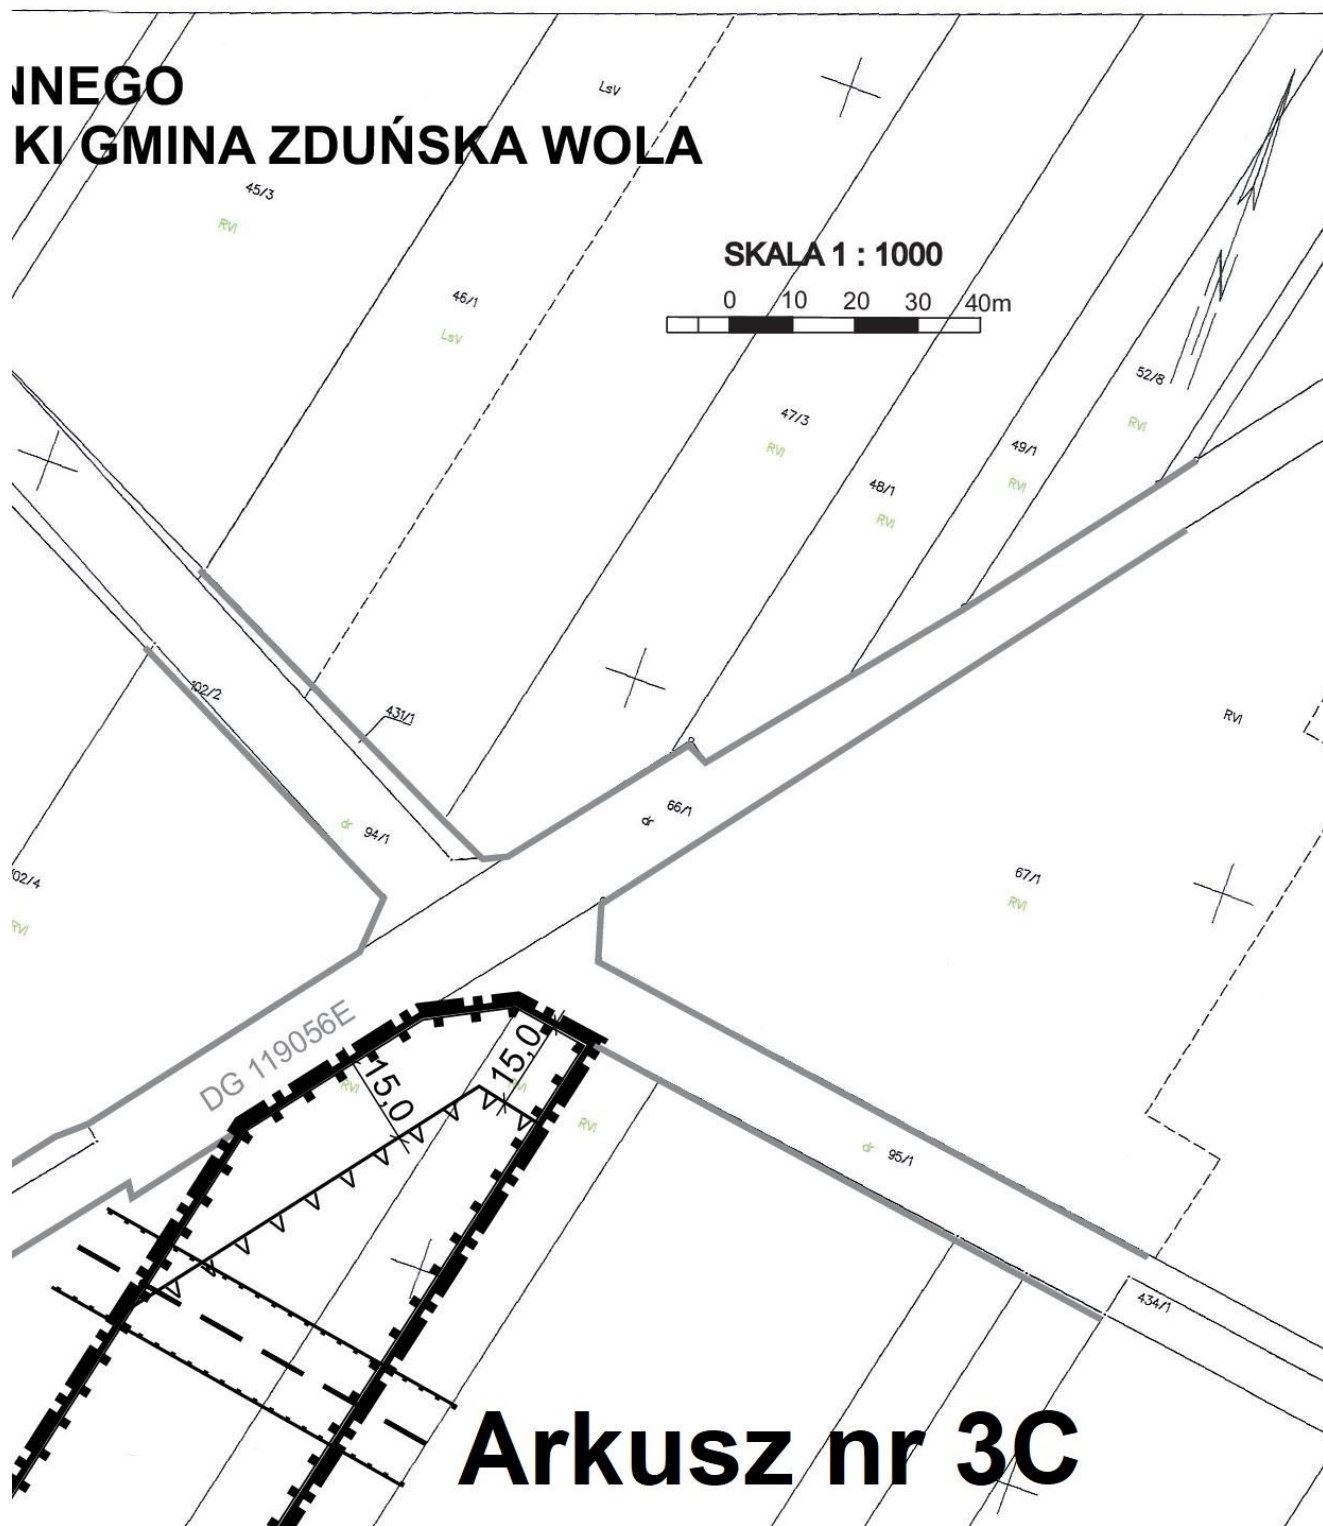 NNEGO
KI GMINA ZDUŃSKA WOLA
LsV
45/3
RVI
SKALA 1 : 1000
0 10 20 30 40m
46/1
LsV
52/8
RVI
47/3
RVI
49/1
RVI
48/1
RVI
102/2
431/1
RVI
66/1
dr
dr 94/1
67/1
RVI
02/4
RVI
DG 119056E
15,0
15,0
RVI
RVI
RVI
dr 95/1
434/1
Arkusz nr 3C